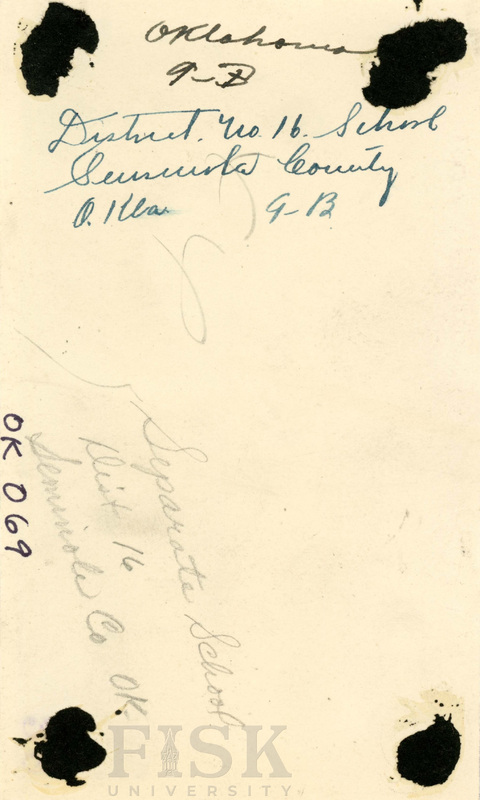 Oklahoma
9-B
District. No 16. School
Seminola County
O.Kla. 9-B
OK 069
Separate School
Dist 16
Seminole Co OK-
FISK
UNIVERSITY